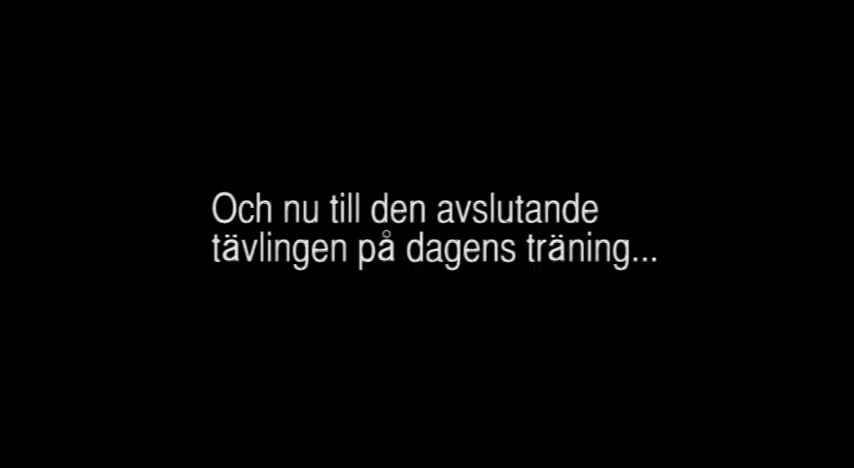 Och nu till den avslutande
tävlingen på dagens träning...